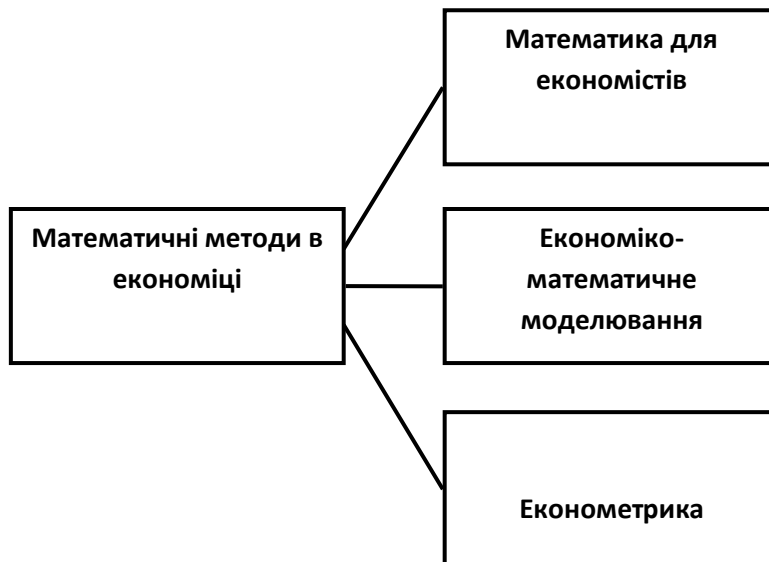 Математика для
економістів
Математичні методи в
економіці
Економіко-
математичне
моделювання
Економетрика